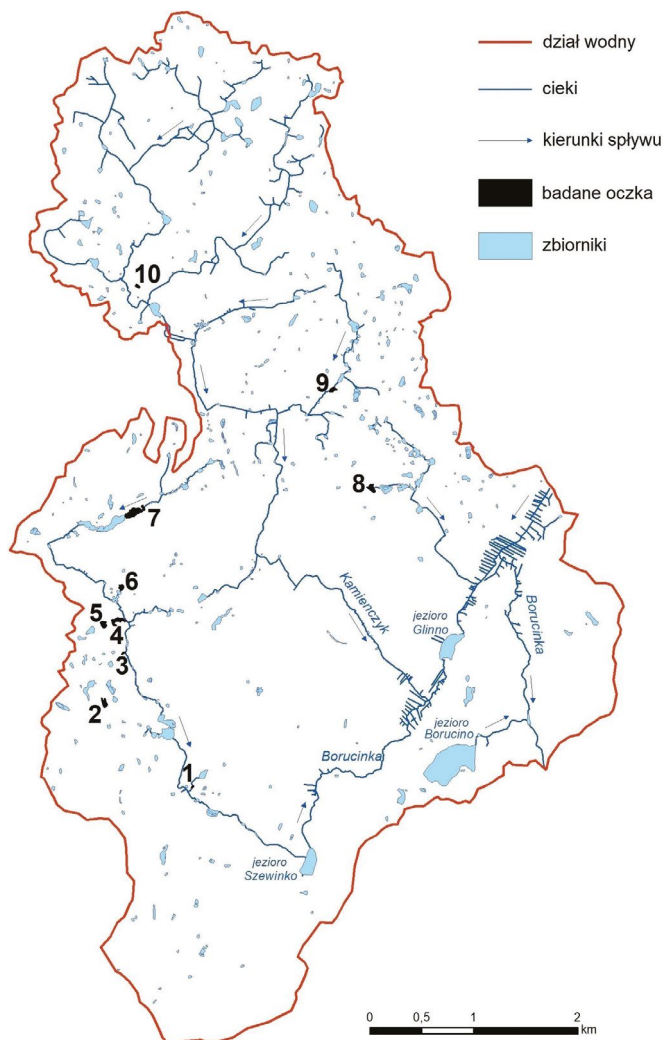 dział wodny
cieki
kierunki spływu
badane oczka
zbiorniki
10
9
8
7
6
5
4
3
2
1
Kamieńczyk
jezioro
Glinno
Borucinka
jezioro
Borucino
Borucinka
jezioro
Szewinko
0 0,5 1 2
km